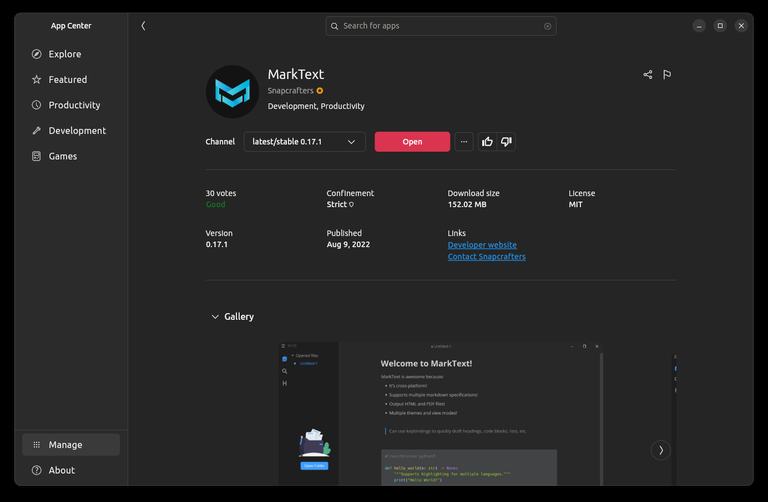 App Center
Search for apps
Explore
Featured
Productivity
Development
Games
Manage
About
MarkText
Snapcrafters
Development, Productivity
Channel
latest/stable 0.17.1
Open
30 votes
Good
Confinement
Strict
Download size
152.02 MB
License
MIT
Version
0.17.1
Published
Aug 9, 2022
Links
Developer website
Contact Snapcrafters
Gallery
Opened files
Untitled-1
Open Folder
Welcome to MarkText!
MarkText is awesome because:
It's cross-platform!
Supports multiple markdown specifications!
Output HTML and PDF files!
Multiple themes and view modes!
Can use keybindings to quickly draft headings, code blocks, lists, etc.
"""Supports highlighting for multiple languages."""
print("Hello World!")